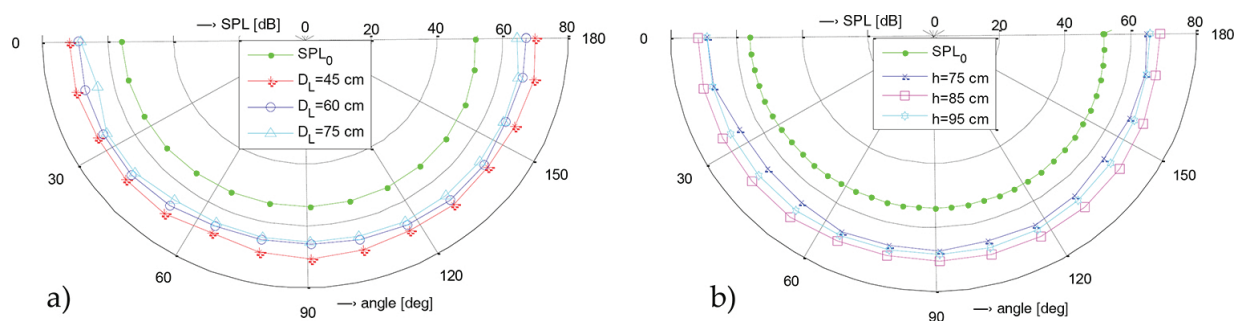 —› SPL [dB] 0 20 40 60 80
0 180
SPL0
DL=45 cm
DL=60 cm
DL=75 cm
30 150
60 120
90
—› angle [deg]
a)
—› SPL [dB] 0 20 40 60 80
0 180
SPL0
h=75 cm
h=85 cm
h=95 cm
30 150
60 120
90
—› angle [deg]
b)